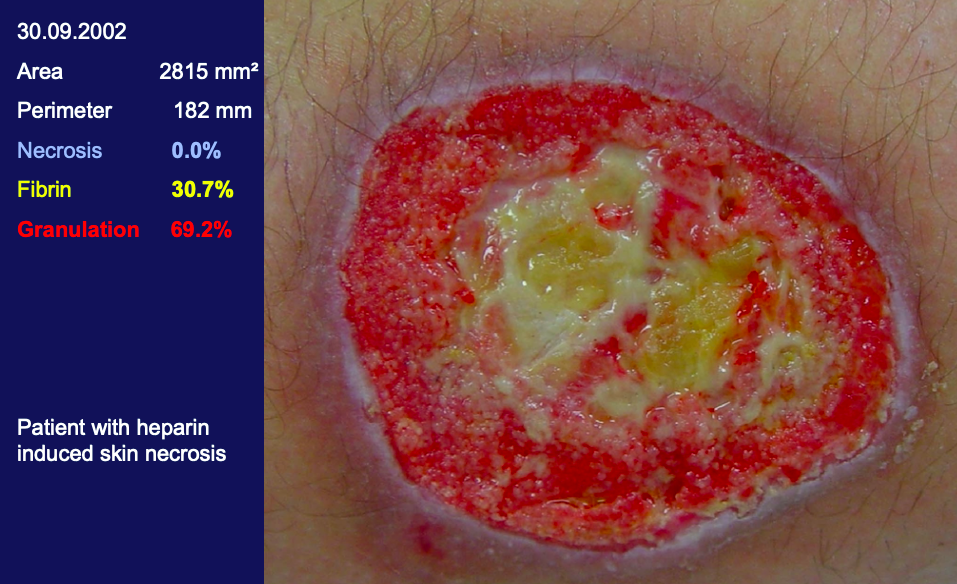 30.09.2002
Area 2815 mm²
Perimeter 182 mm
Necrosis 0.0%
Fibrin 30.7%
Granulation 69.2%
Patient with heparin
induced skin necrosis